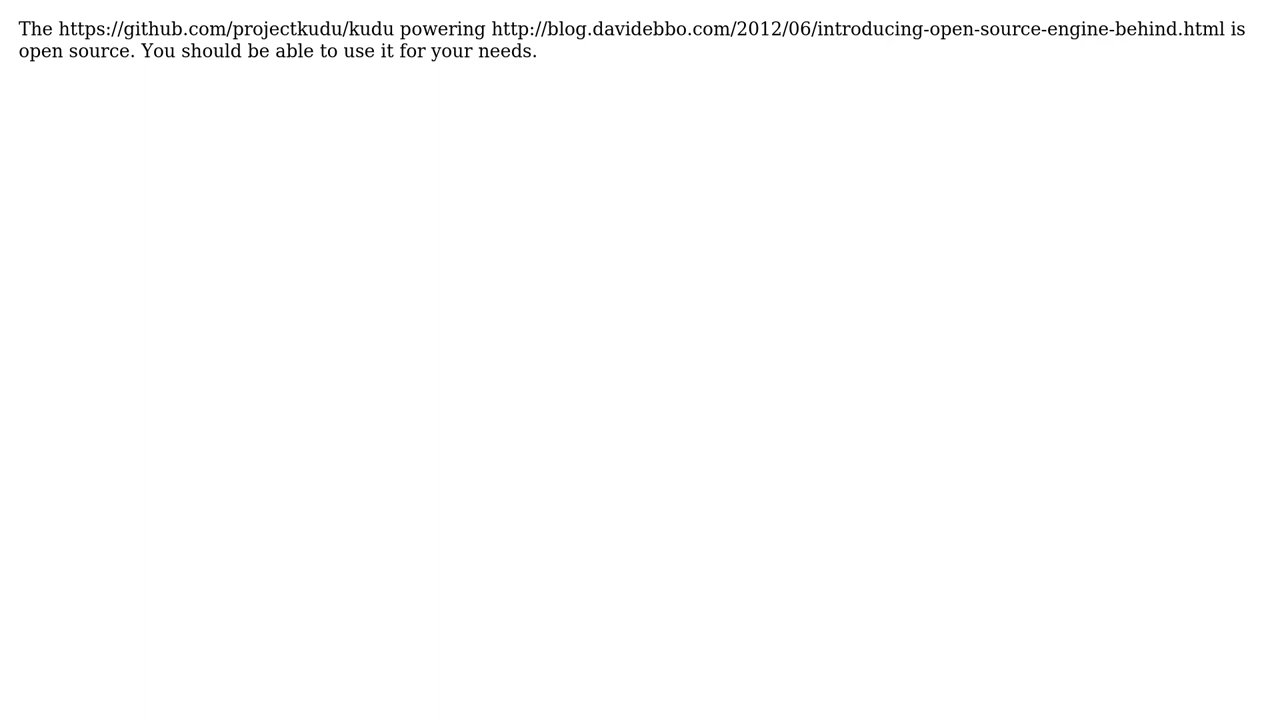 The https://github.com/projectkudu/kudu powering http://blog.davidebbo.com/2012/06/introducing-open-source-engine-behind.html is
open source. You should be able to use it for your needs.